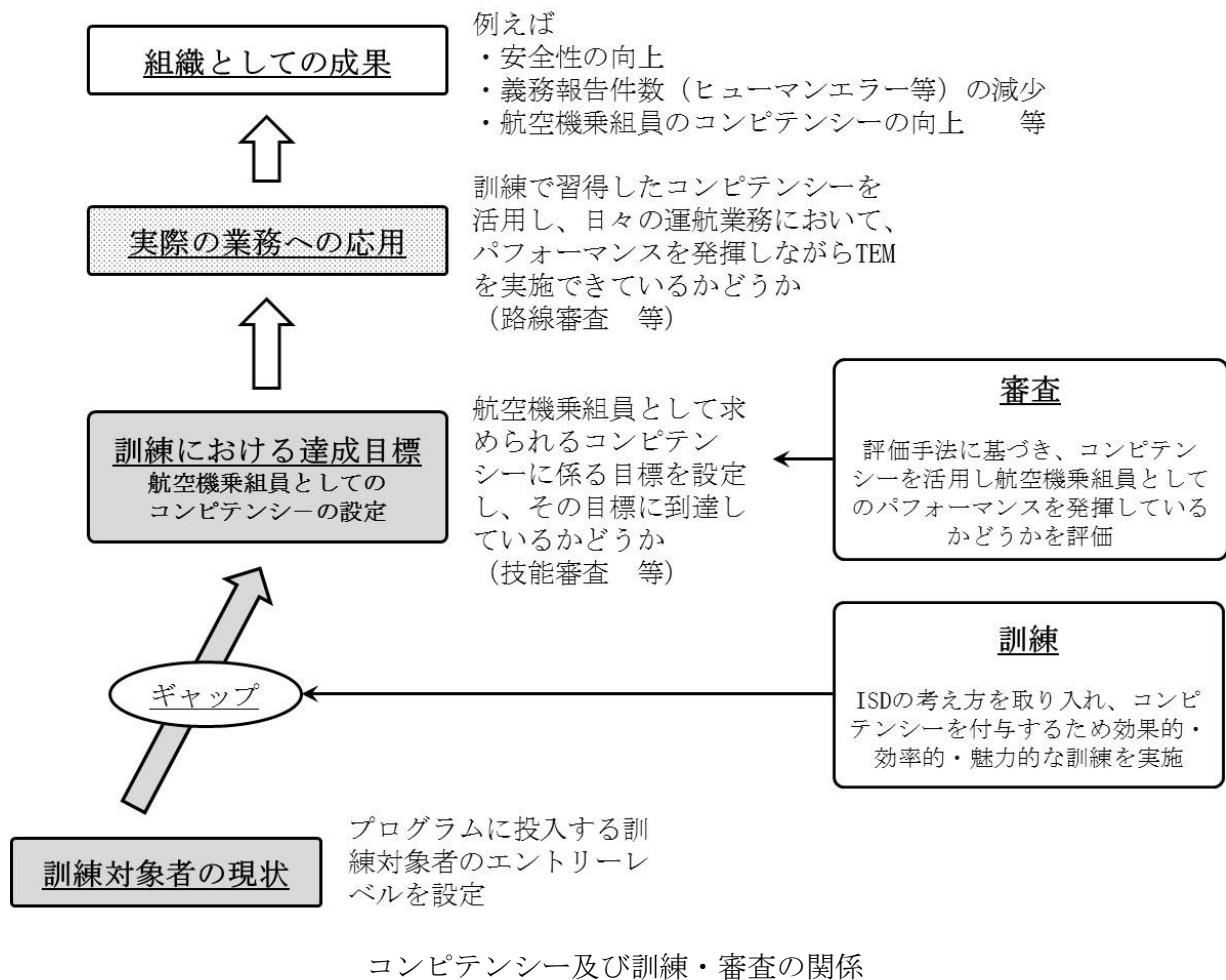 組織としての成果
例えば
・安全性の向上
・義務報告件数（ヒューマンエラー等）の減少
・航空機乗組員のコンピテンシーの向上　　等
実際の業務への応用
訓練で習得したコンピテンシーを
活用し、日々の運航業務において、
パフォーマンスを発揮しながらTEM
を実施できているかどうか
（路線審査　等）
訓練における達成目標
航空機乗組員としての
コンピテンシーの設定
航空機乗組員として求
められるコンピテン
シーに係る目標を設定
し、その目標に到達し
ているかどうか
（技能審査　等）
審査
評価手法に基づき、コンピテン
シーを活用し航空機乗組員として
のパフォーマンスを発揮している
かどうかを評価
ギャップ
訓練
ISDの考え方を取り入れ、コンピ
テンシーを付与するため効果的・
効率的・魅力的な訓練を実施
訓練対象者の現状
プログラムに投入する訓
練対象者のエントリーレ
ベルを設定
コンピテンシー及び訓練・審査の関係